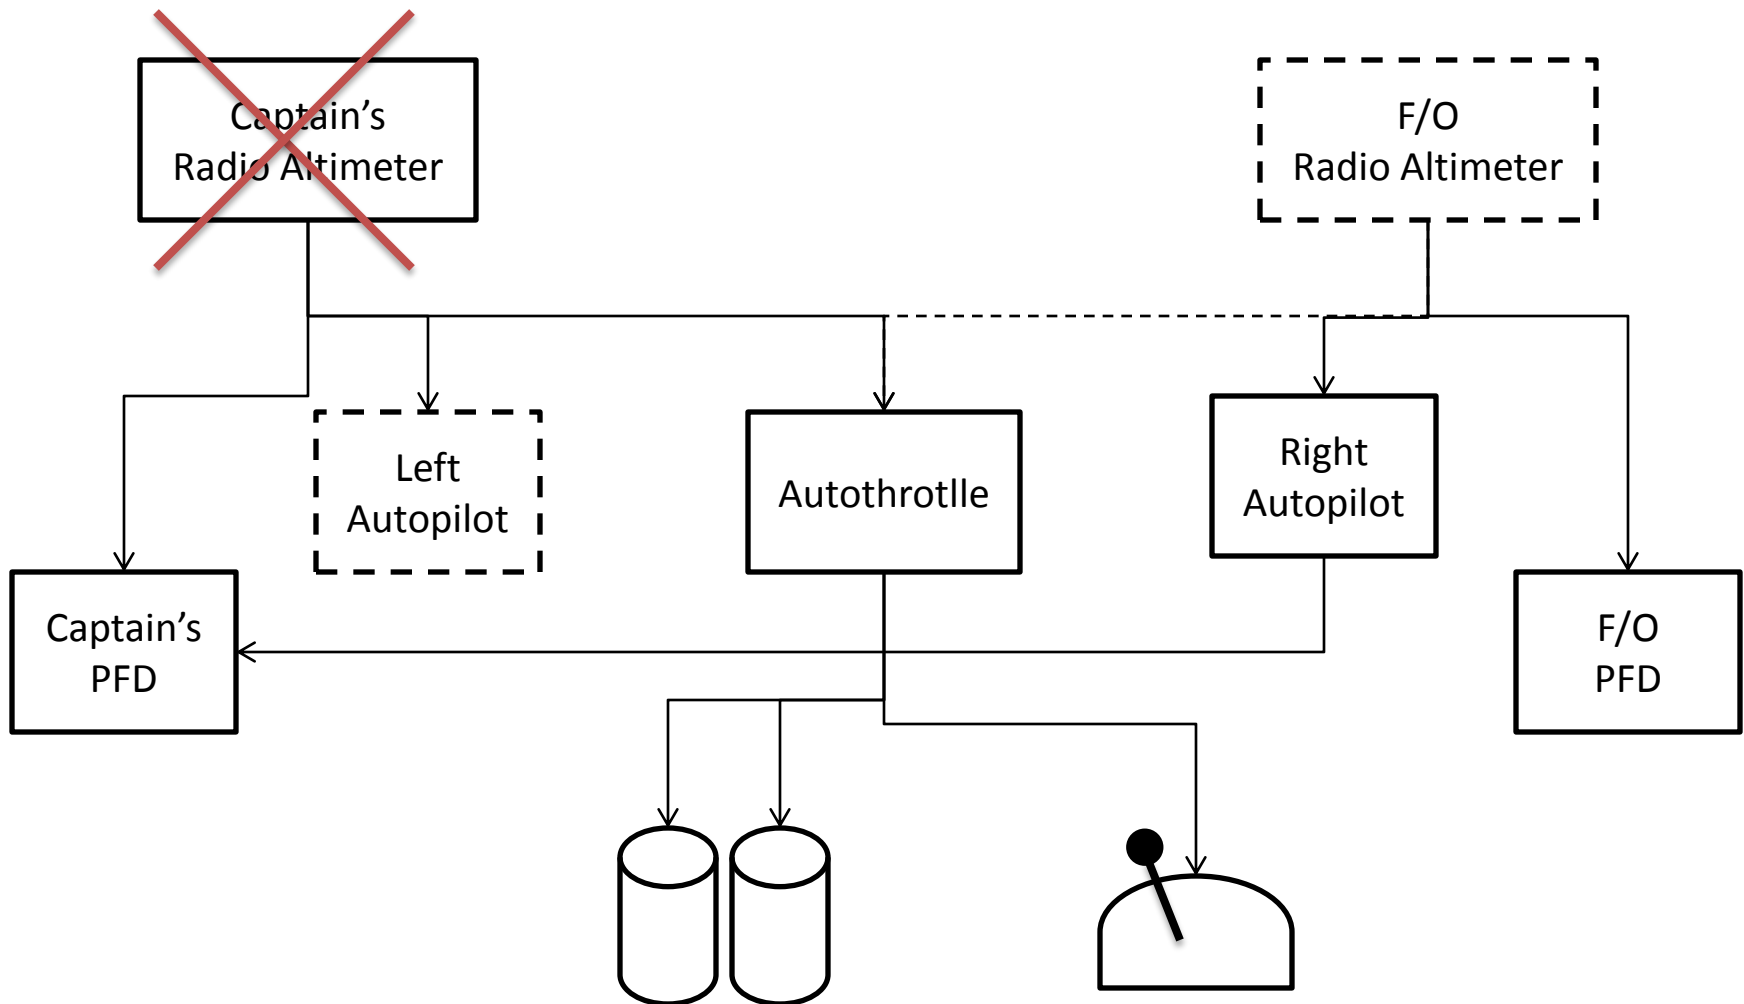 Captain’s
Radio Altimeter
F/O
Radio Altimeter
Left
Autopilot
Autothrotlle
Right
Autopilot
Captain’s
PFD
F/O
PFD